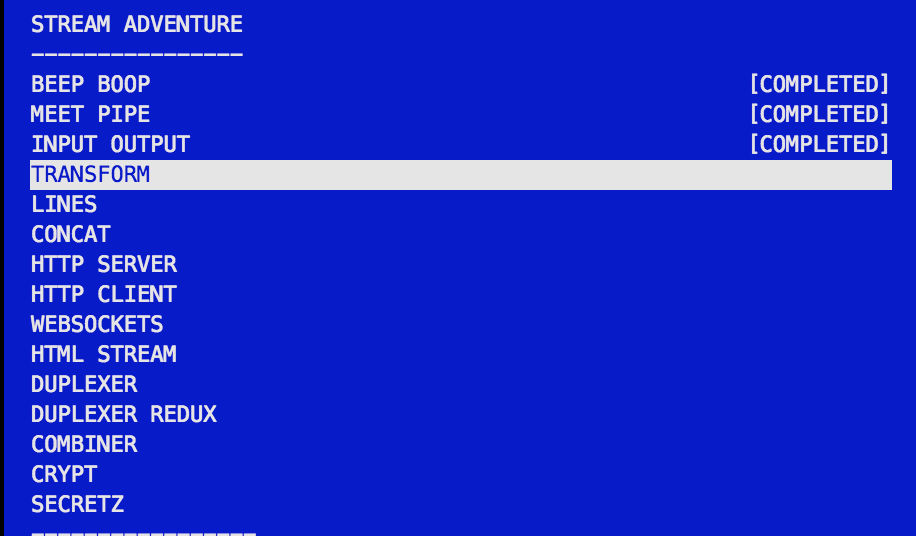 STREAM ADVENTURE
————————————————
BEEP BOOP [COMPLETED]
MEET PIPE [COMPLETED]
INPUT OUTPUT [COMPLETED]
TRANSFORM
LINES
CONCAT
HTTP SERVER
HTTP CLIENT
WEBSOCKETS
HTML STREAM
DUPLEXER
DUPLEXER REDUX
COMBINER
CRYPT
SECRETZ